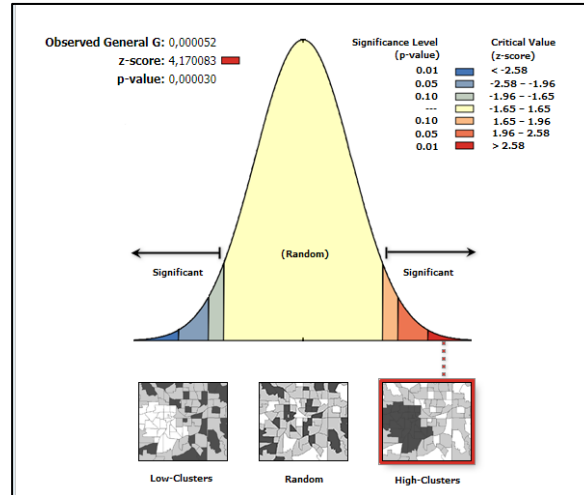 Observed General G: 0,000052
z-score: 4,170083
p-value: 0,000030
Significance Level
(p-value)
Critical Value
(z-score)
0.01 < -2.58
0.05 -2.58 – -1.96
0.10 -1.96 – -1.65
--- -1.65 – 1.65
0.10 1.65 – 1.96
0.05 1.96 – 2.58
0.01 > 2.58
Significant
(Random)
Significant
Low-Clusters
Random
High-Clusters